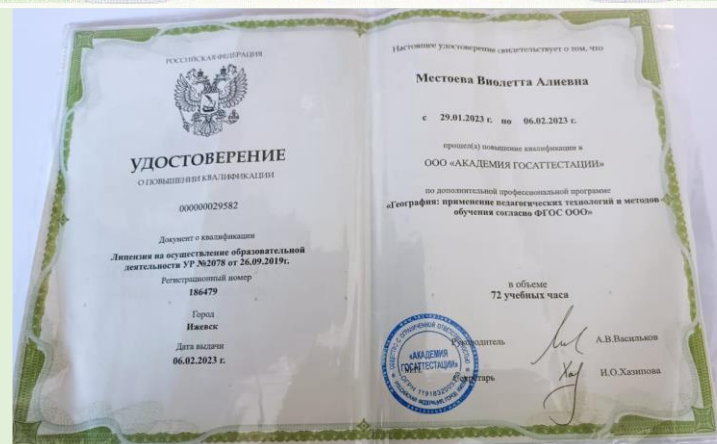 РОССИЙСКАЯ ФЕДЕРАЦИЯ
УДОСТОВЕРЕНИЕ
О ПОВЫШЕНИИ КВАЛИФИКАЦИИ
000000029582
Документ о квалификации
Лицензия на осуществление образовательной
деятельности УР №2078 от 26.09.2019г.
Регистрационный номер
186479
Город
Ижевск
Дата выдачи
06.02.2023 г.
Настоящее удостоверение свидетельствует о том, что
Местоева Виолетта Алиевна
с 29.01.2023 г. по 06.02.2023 г.
прошел(а) повышение квалификации в
ООО «АКАДЕМИЯ ГОСАТТЕСТАЦИИ»
по дополнительной профессиональной программе
«География: применение педагогических технологий и методов
обучения согласно ФГОС ООО»
в объеме
72 учебных часа
Руководитель А.В.Васильков
Секретарь И.О.Хазипова
«АКАДЕМИЯ
ГОСАТТЕСТАЦИИ»